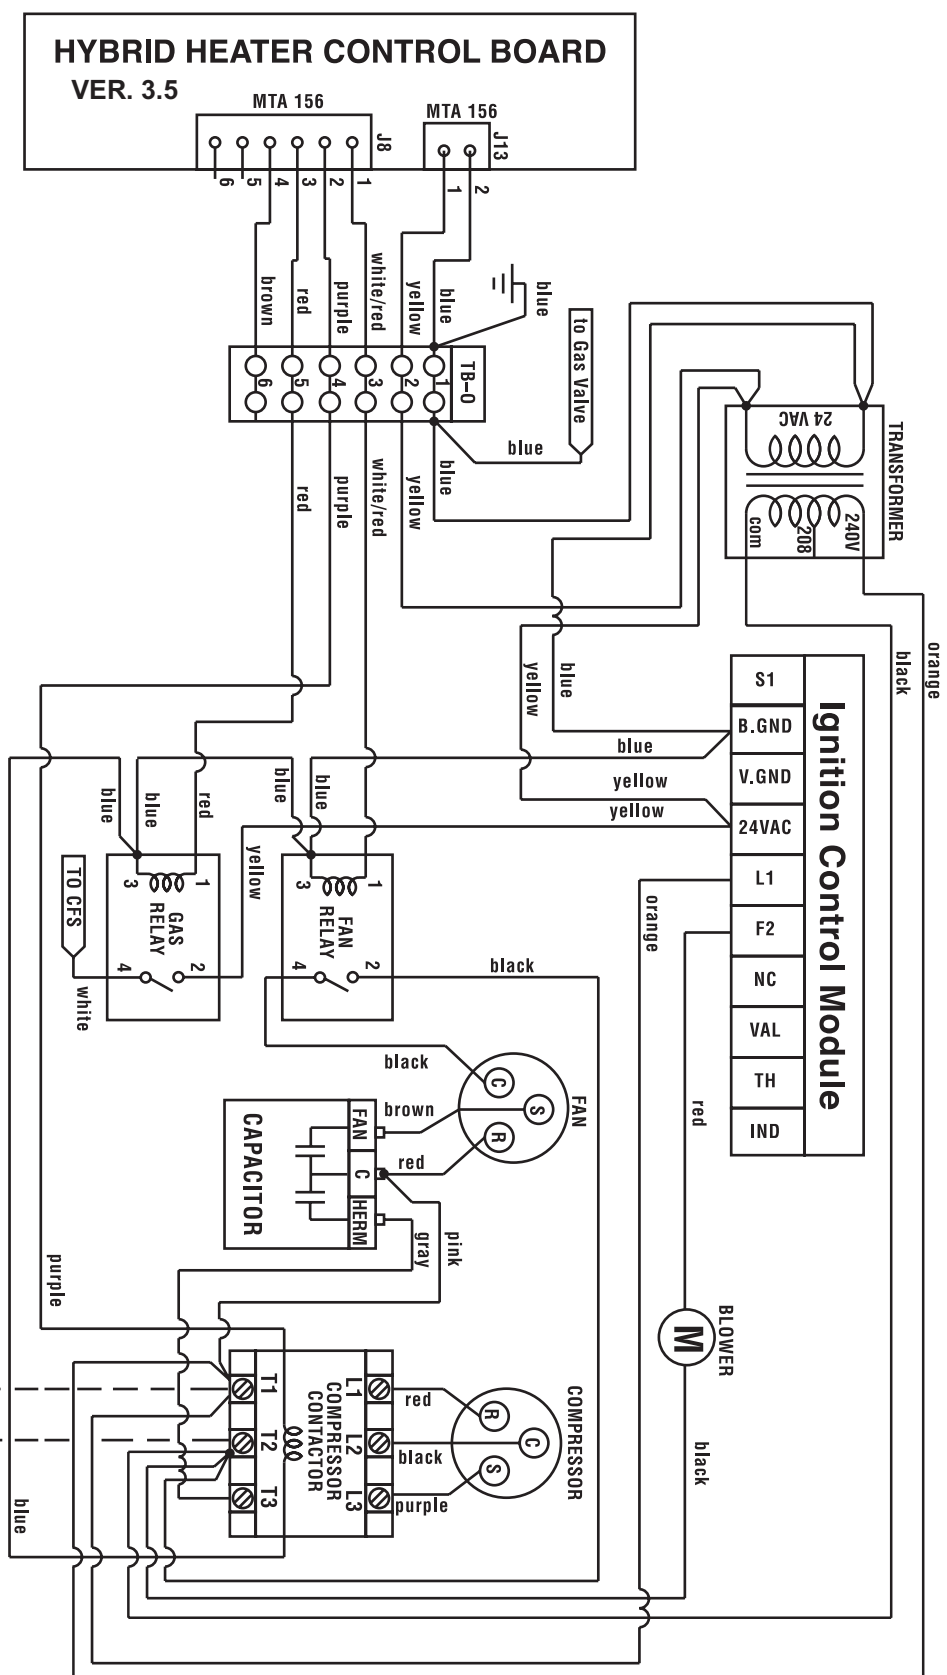 HYBRID HEATER CONTROL BOARD
VER. 3.5
MTA 156
MTA 156
J8
J13
6
5
4
3
2
1
1
2
brown
red
purple
white/red
yellow
blue
blue
to Gas Valve
TB-0
6
5
4
3
2
1
blue
red
purple
white/red
yellow
blue
24 VAC
TRANSFORMER
com
208
240V
black
orange
yellow
blue
Ignition Control Module
S1
B.GND
V.GND
24VAC
L1
F2
NC
VAL
TH
IND
blue
yellow
yellow
blue
blue
red
yellow
blue
blue
TO CFS
3
1
GAS
RELAY
4
2
white
3
1
FAN
RELAY
4
2
black
orange
black
FAN
C
S
R
brown
red
CAPACITOR
FAN
C
HERM
gray
pink
purple
red
BLOWER
M
T1
T2
T3
COMPRESSOR
CONTACTOR
L1
L2
L3
red
black
purple
COMPRESSOR
R
C
S
black
blue